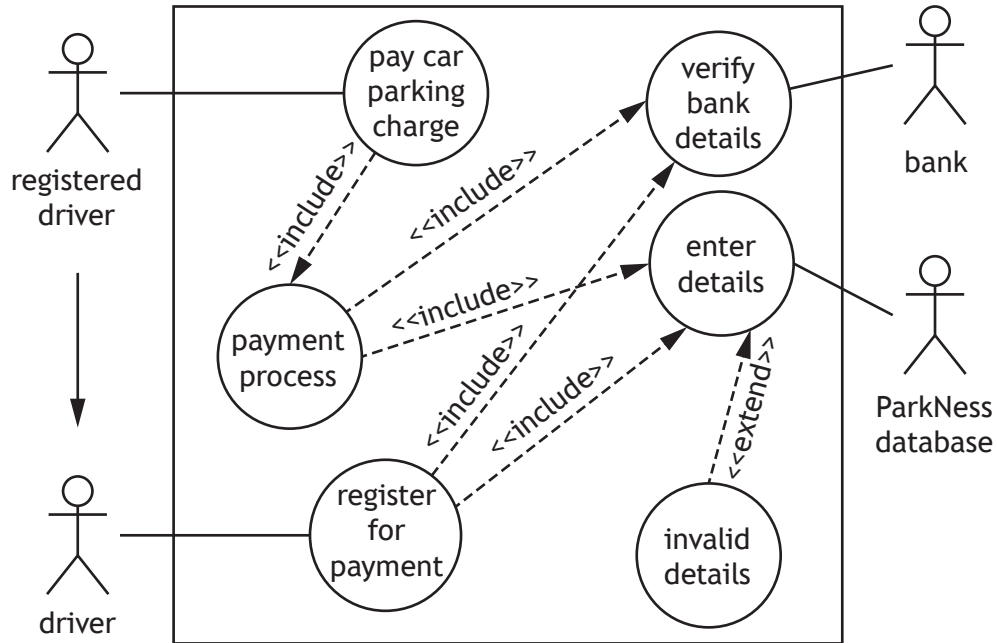 pay car
parking
charge
verify
bank
details
registered
driver
bank
<<include>>
<<include>>
enter
details
<<include>>
payment
process
<<include>>
<<include>>
<<extend>>
ParkNess
database
register
for
payment
invalid
details
driver